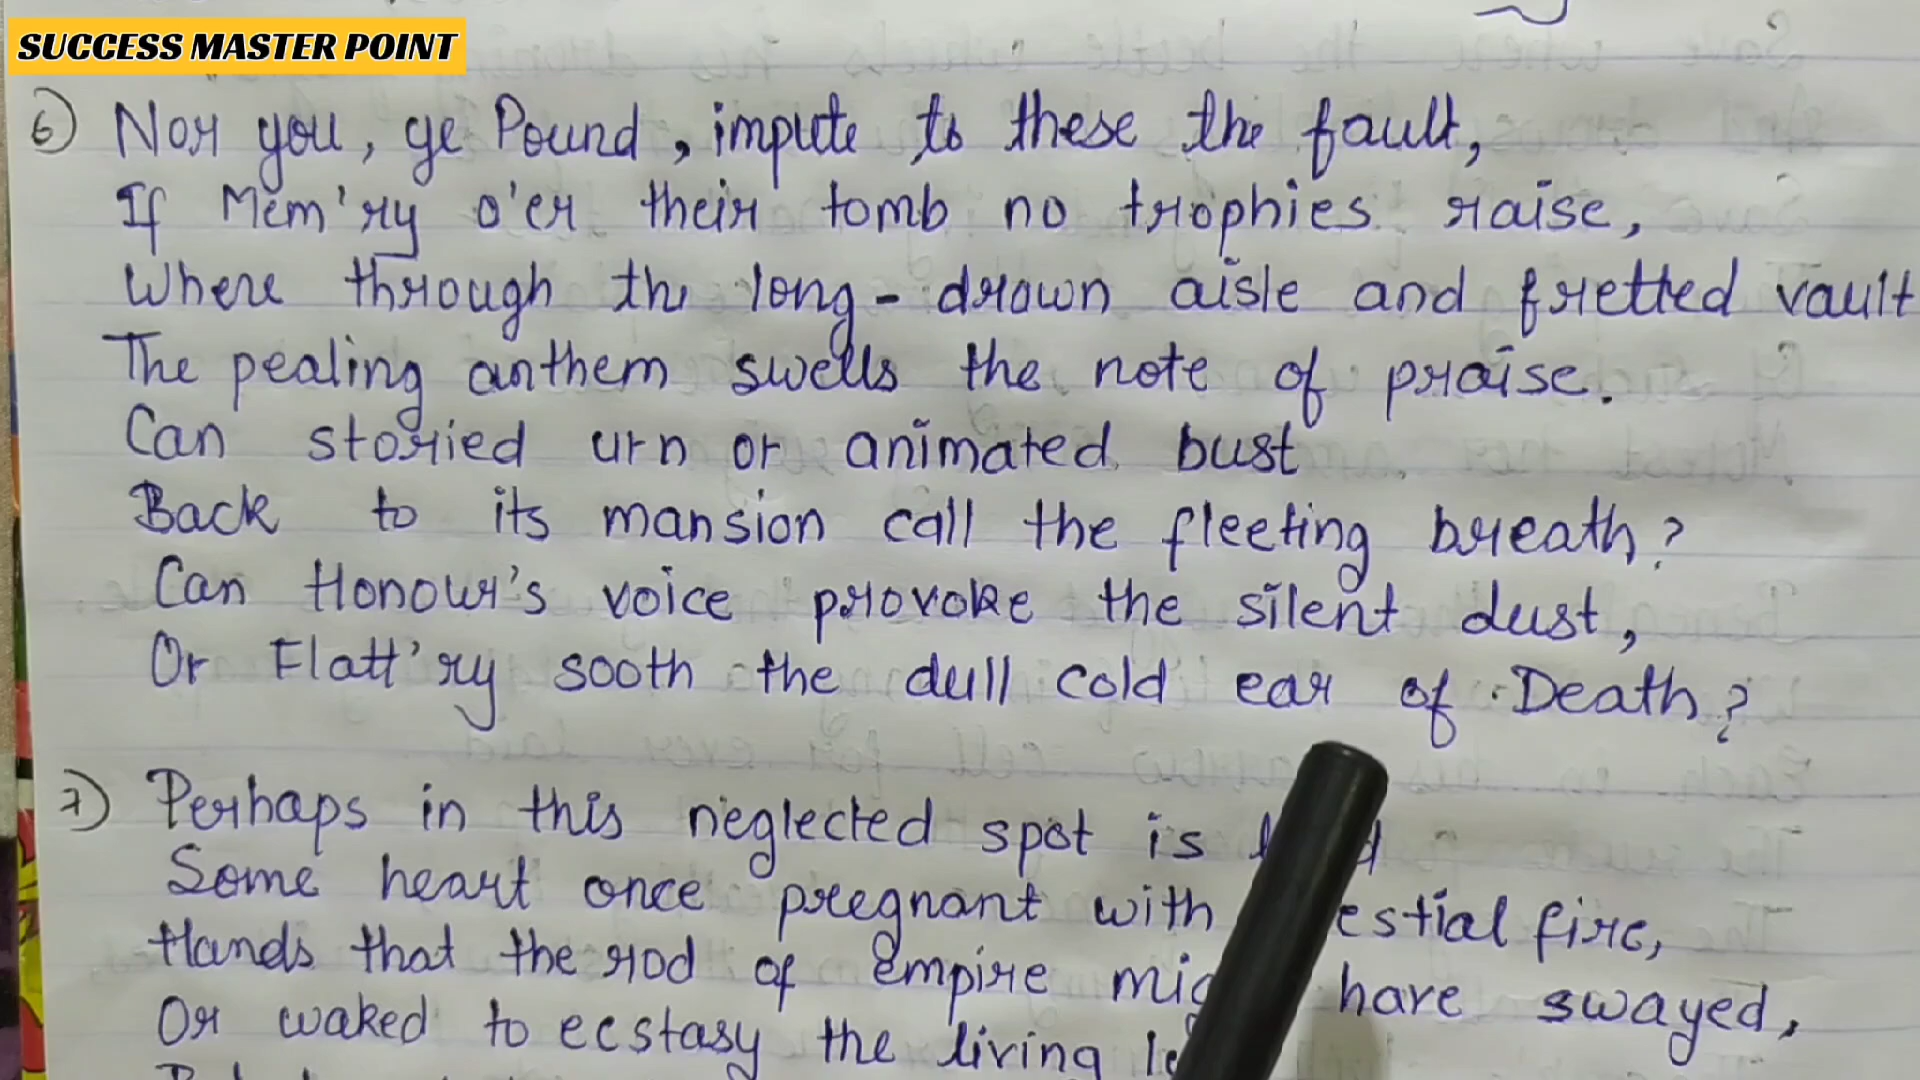 SUCCESS MASTER POINT
6) Nor you, ye Pound, impute to these the fault,
If Mem'ry o'er their tomb no trophies raise,
Where through the long-drawn aisle and fretted vault
The pealing anthem swells the note of praise.
Can storied urn or animated bust
Back to its mansion call the fleeting breath?
Can Honour's voice provoke the silent dust,
Or Flatt'ry sooth the dull cold ear of Death?
7) Perhaps in this neglected spot is
Some heart once pregnant with estial fire,
Hands that the rod of empire mig have swayed,
Or waked to ecstasy the living